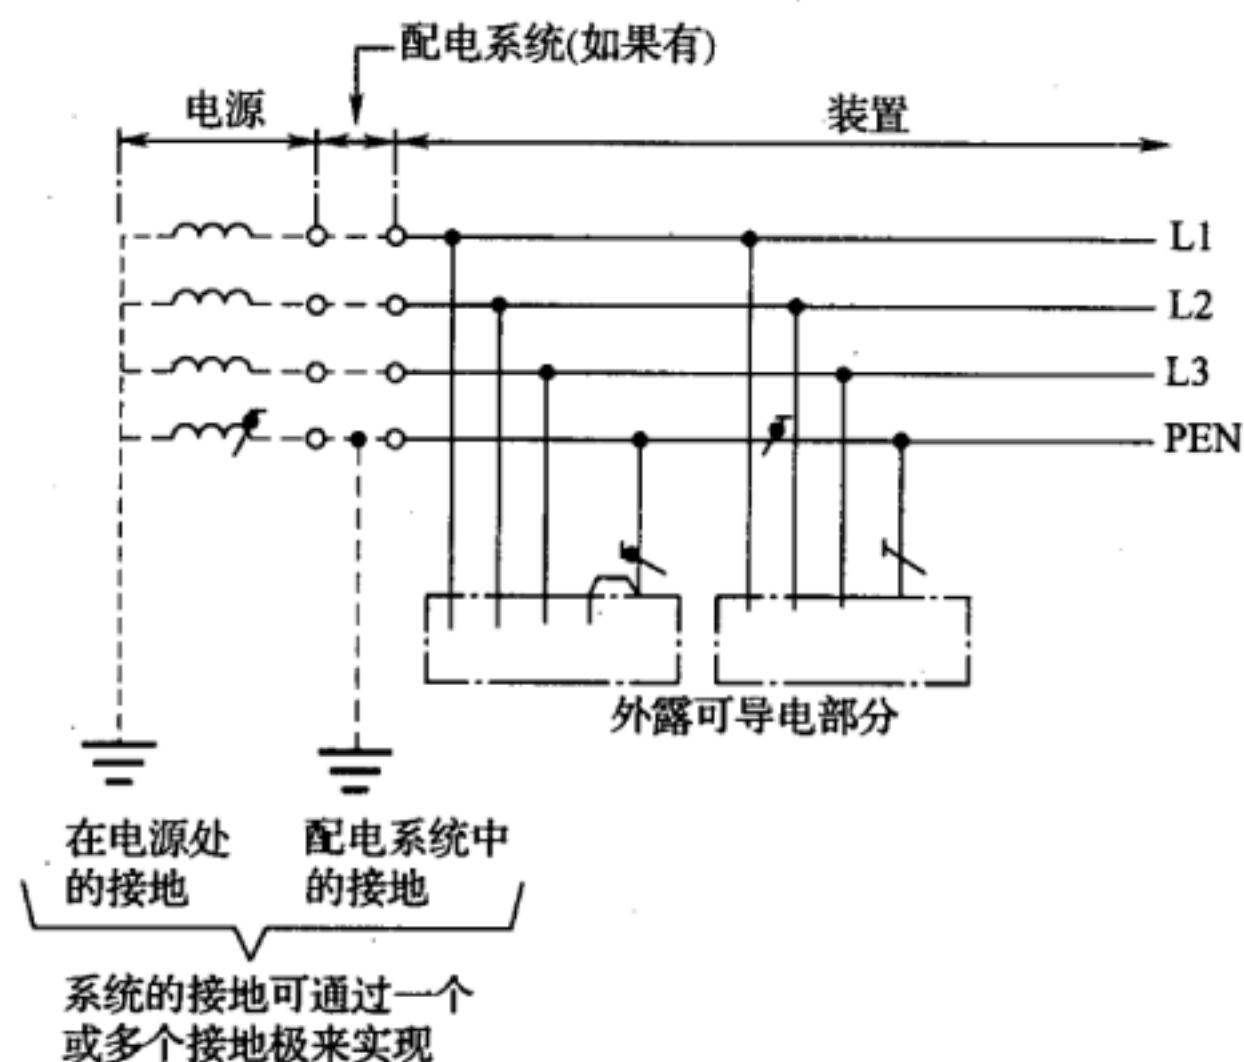 配电系统(如果有)
电源
装置
L1
L2
L3
PEN
外露可导电部分
在电源处
的接地
配电系统中
的接地
系统的接地可通过一个
或多个接地极来实现